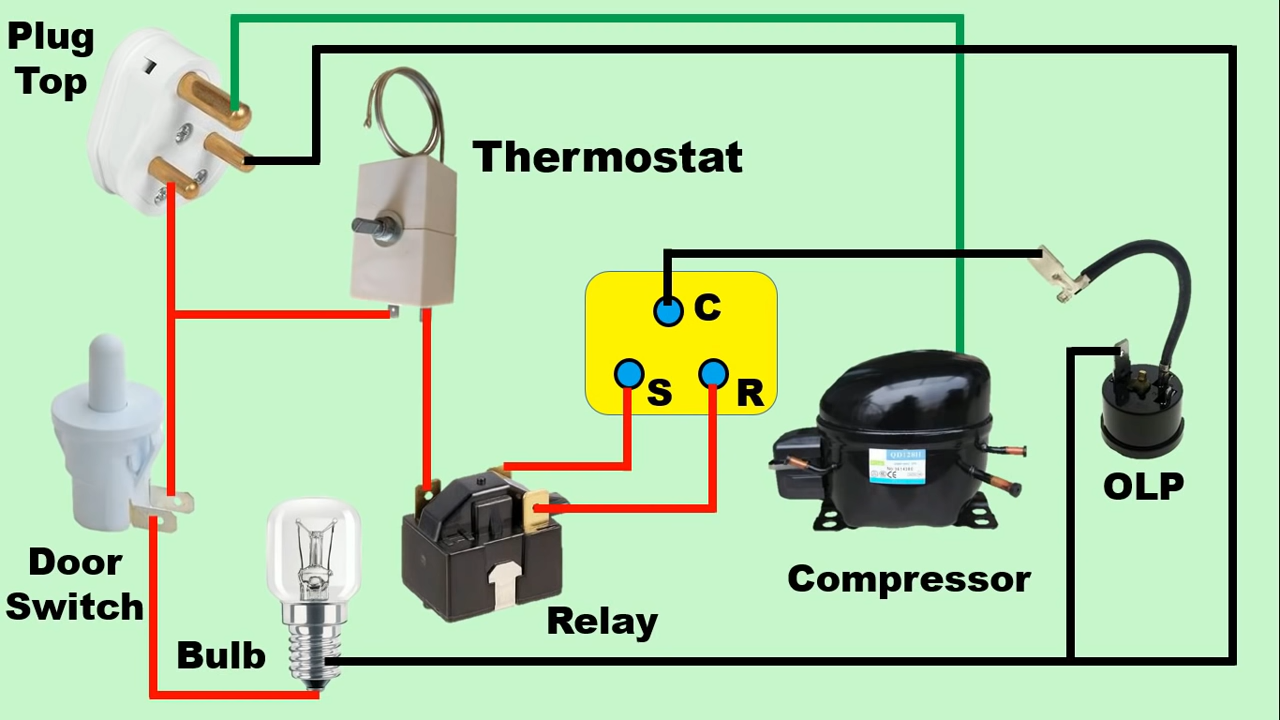 Plug
Top
Thermostat
C
S
R
OLP
Door
Switch
Compressor
Relay
Bulb